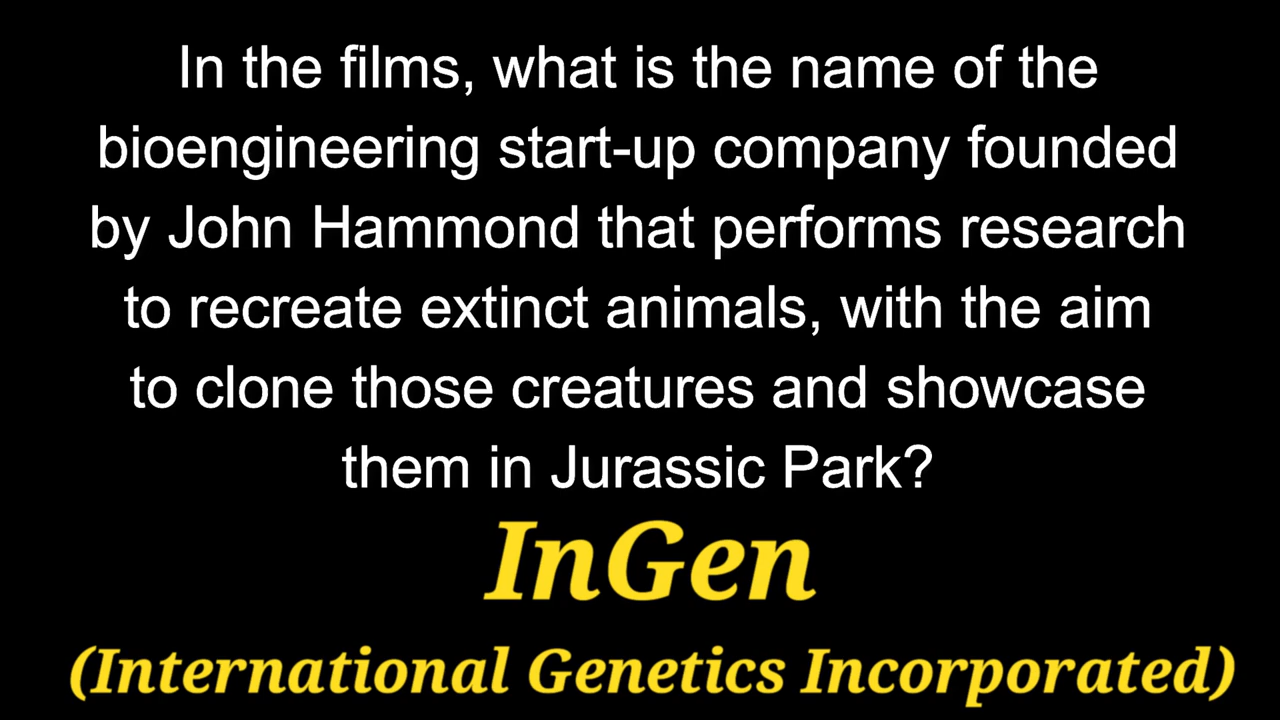 In the films, what is the name of the
bioengineering start-up company founded
by John Hammond that performs research
to recreate extinct animals, with the aim
to clone those creatures and showcase
them in Jurassic Park?
InGen
(International Genetics Incorporated)